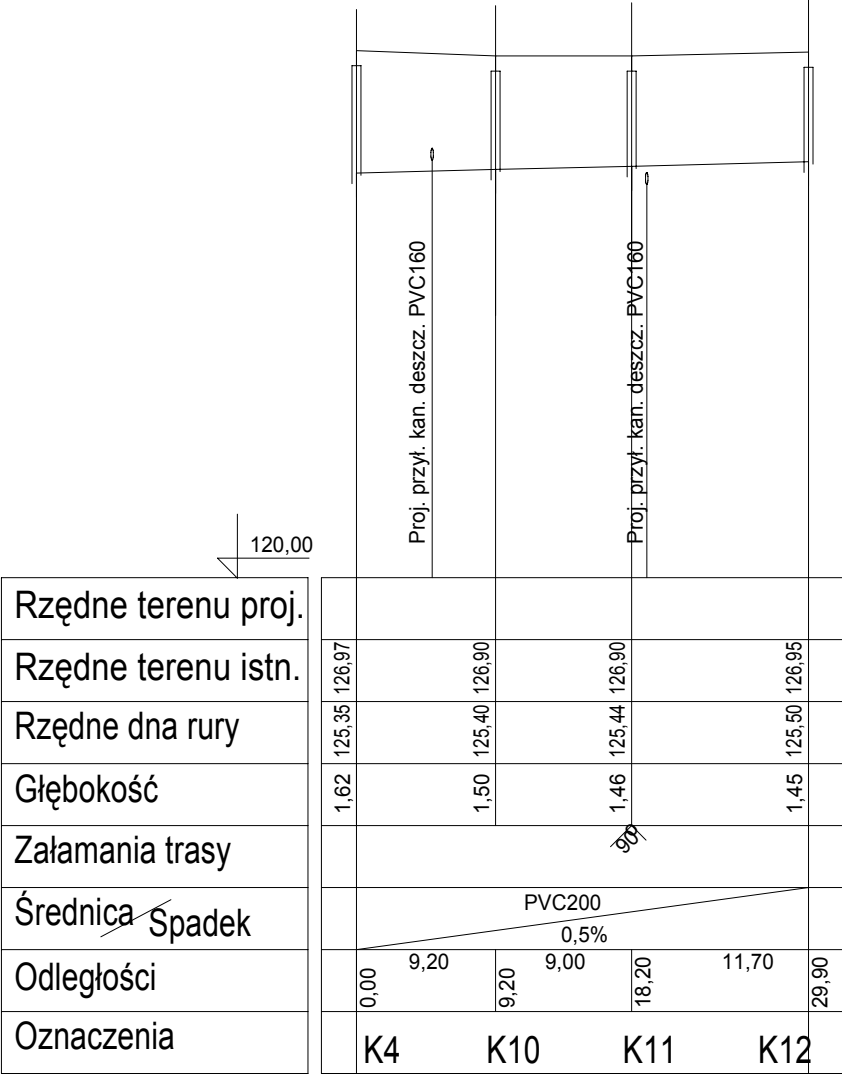 Proj. przył. kan. deszcz. PVC160
Proj. przył. kan. deszcz. PVC160
120,00
Rzędne terenu proj.
Rzędne terenu istn.
126,97
126,90
126,90
126,95
Rzędne dna rury
125,35
125,40
125,44
125,50
Głębokość
1,62
1,50
1,46
1,45
Załamania trasy
90°
Średnica
Spadek
PVC200
0,5%
Odległości
0,00
9,20
9,20
9,00
18,20
11,70
29,90
Oznaczenia
K4
K10
K11
K12